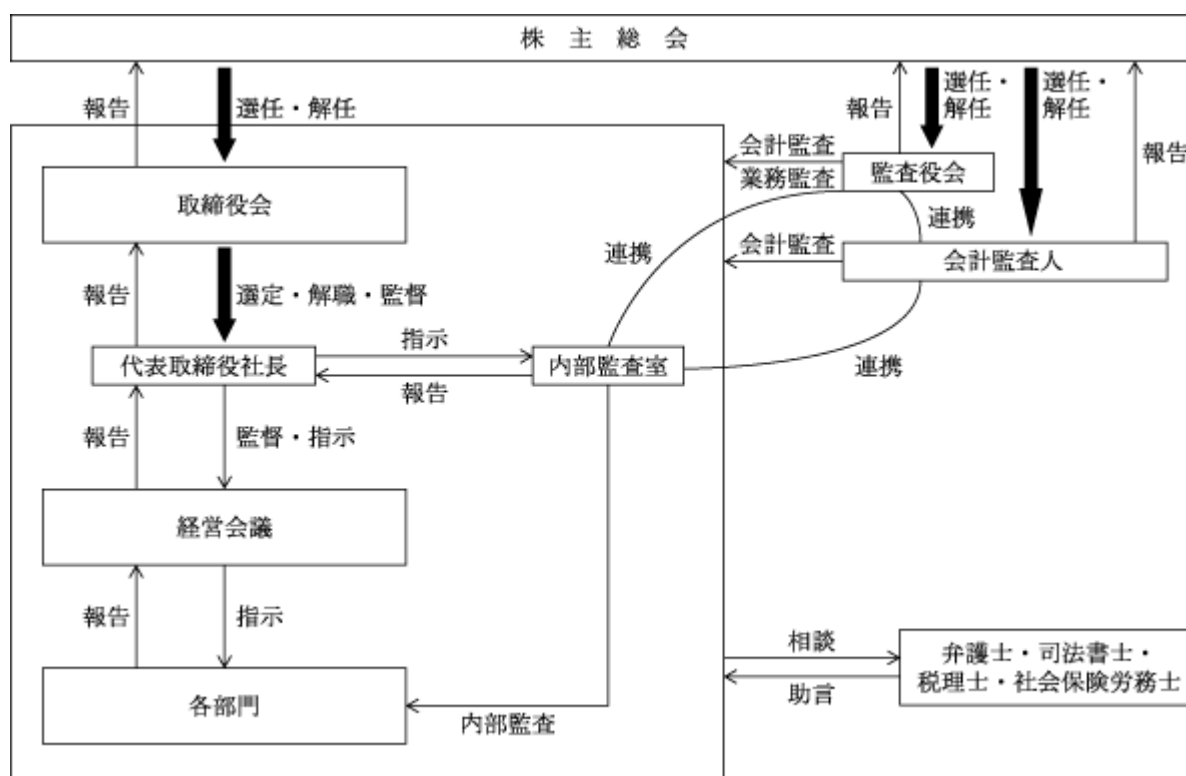 株主総会
報告
選任・解任
報告
選任・
解任
選任・
解任
報告
会計監査
業務監査
監査役会
取締役会
連携
連携
会計監査
会計監査人
報告
選定・解職・監督
指示
代表取締役社長
内部監査室
報告
連携
報告
監督・指示
経営会議
報告
指示
相談
弁護士・司法書士・
税理士・社会保険労務士
助言
各部門
内部監査